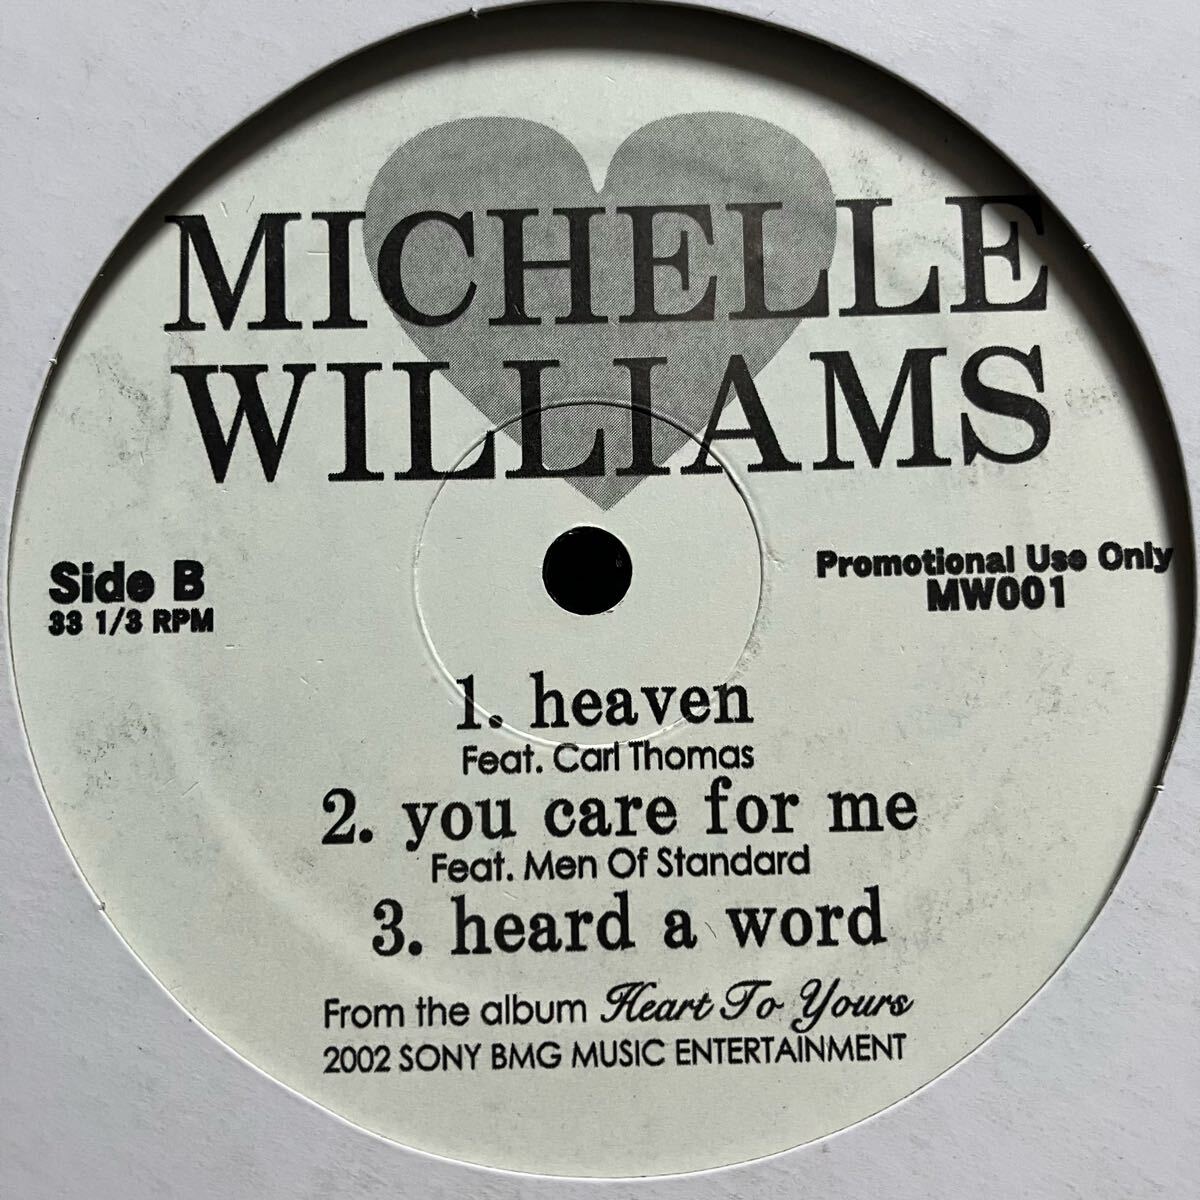 MICHELLE
WILLIAMS
Side B
33 1/3 RPM
Promotional Use Only
MW001
1. heaven
Feat. Carl Thomas
2. you care for me
Feat. Men Of Standard
3. heard a word
From the album Heart To Yours
2002 SONY BMG MUSIC ENTERTAINMENT